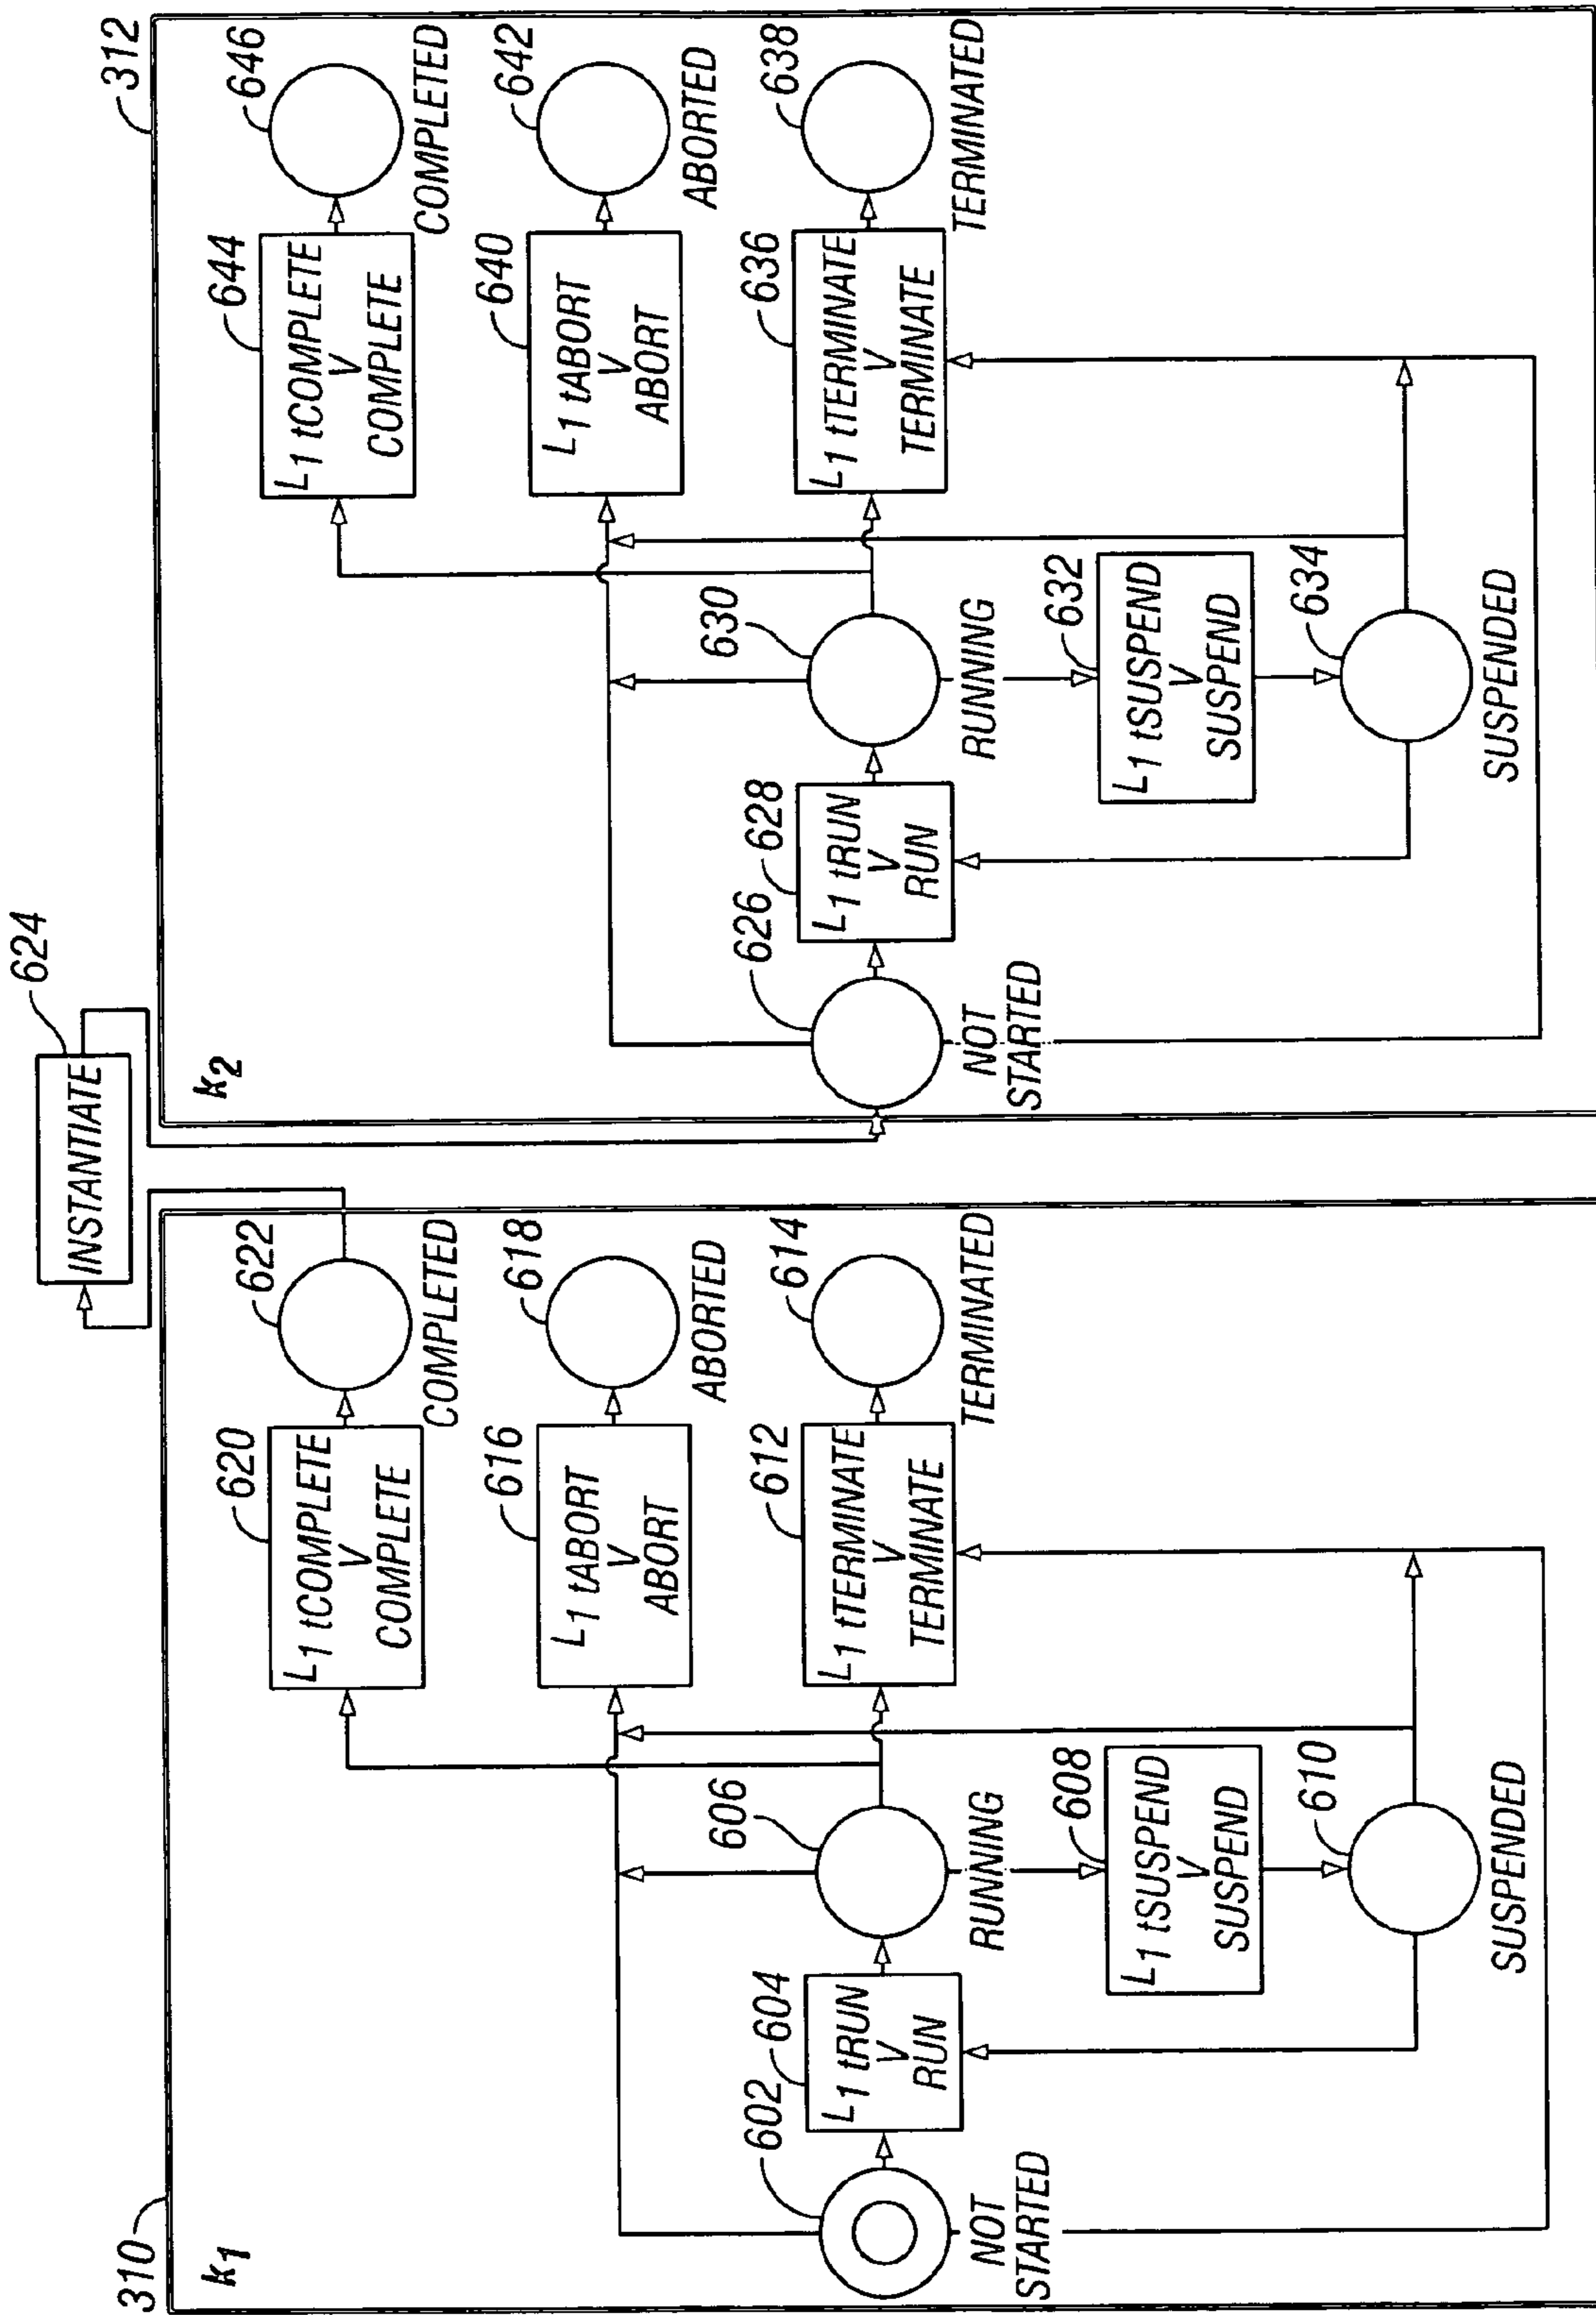 310
k1
602
NOT
STARTED
604
L1 tRUN
V
RUN
606
RUNNING
608
L1 tSUSPEND
V
SUSPEND
610
SUSPENDED
620
L1 tCOMPLETE
V
COMPLETE
622
COMPLETED
616
L1 tABORT
V
ABORT
618
ABORTED
612
L1 tTERMINATE
V
TERMINATE
614
TERMINATED
INSTANTIATE
624
312
k2
626
NOT
STARTED
628
L1 tRUN
V
RUN
630
RUNNING
632
L1 tSUSPEND
V
SUSPEND
634
SUSPENDED
644
L1 tCOMPLETE
V
COMPLETE
646
COMPLETED
640
L1 tABORT
V
ABORT
642
ABORTED
636
L1 tTERMINATE
V
TERMINATE
638
TERMINATED